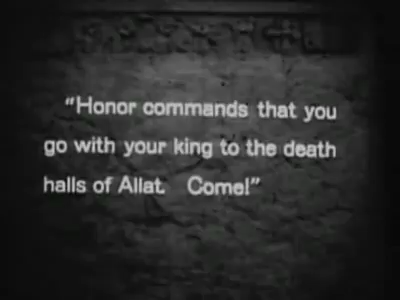 "Honor commands that you
go with your king to the death
halls of Allat. Come!"